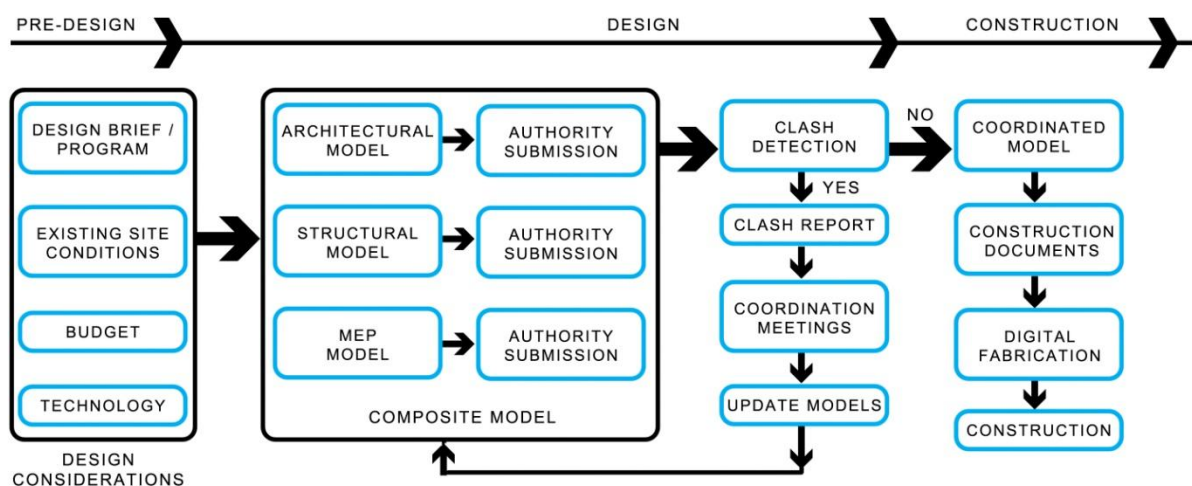 PRE-DESIGN
DESIGN
CONSTRUCTION
DESIGN BRIEF /
PROGRAM
EXISTING SITE
CONDITIONS
BUDGET
TECHNOLOGY
DESIGN
CONSIDERATIONS
ARCHITECTURAL
MODEL
AUTHORITY
SUBMISSION
STRUCTURAL
MODEL
AUTHORITY
SUBMISSION
MEP
MODEL
AUTHORITY
SUBMISSION
COMPOSITE MODEL
CLASH
DETECTION
NO
YES
CLASH REPORT
COORDINATION
MEETINGS
UPDATE MODELS
COORDINATED
MODEL
CONSTRUCTION
DOCUMENTS
DIGITAL
FABRICATION
CONSTRUCTION